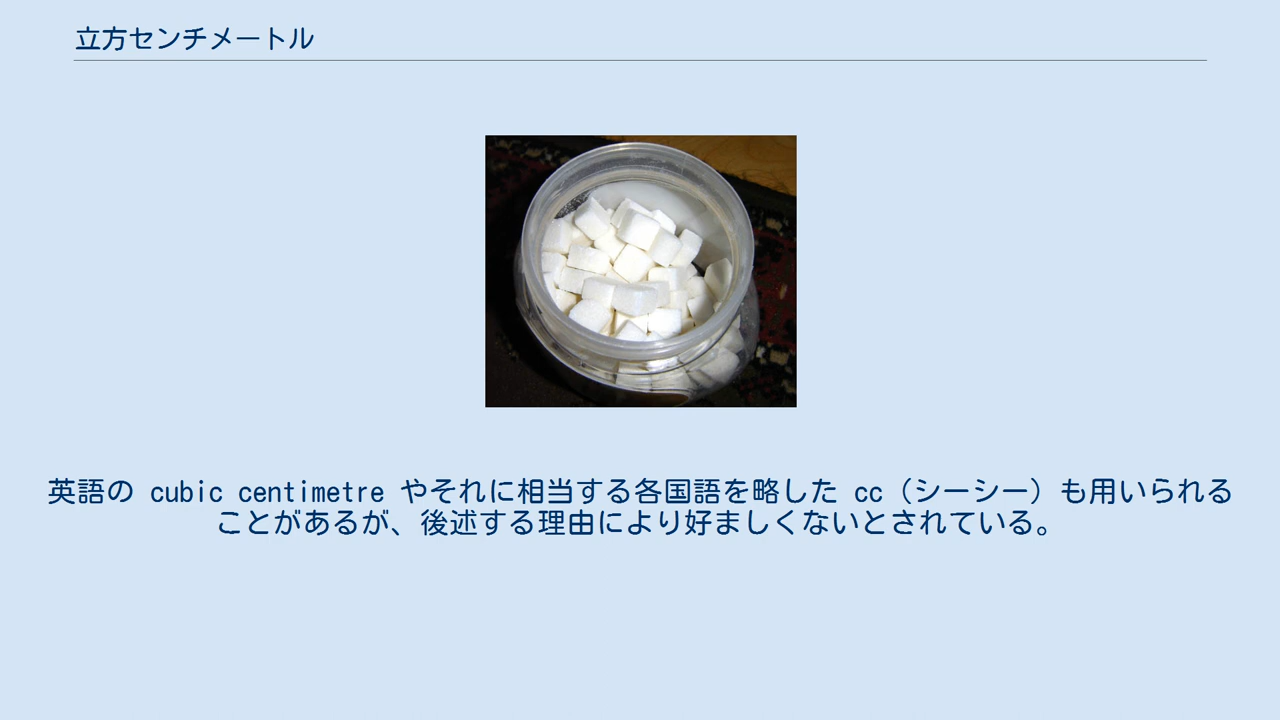 立方センチメートル
英語の cubic centimetre やそれに相当する各国語を略した cc（シーシー）も用いられる
ことがあるが、後述する理由により好ましくないとされている。